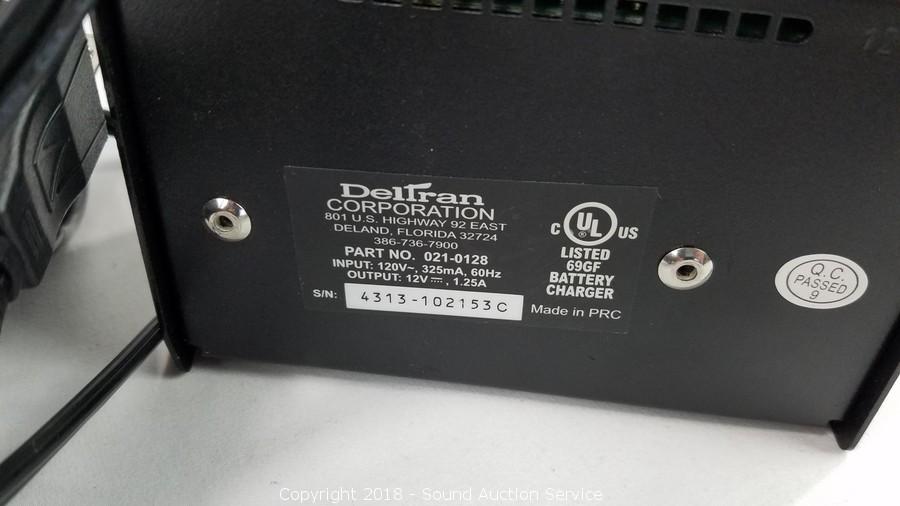 DelTran
CORPORATION
801 U.S. HIGHWAY 92 EAST
DELAND, FLORIDA 32724
386-736-7900
PART NO. 021-0128
INPUT: 120V~, 325mA, 60Hz
OUTPUT: 12V ⎓, 1.25A
S/N: 4313-102153C
C UL US
LISTED
69GF
BATTERY
CHARGER
Made in PRC
Q.C.
PASSED
9
Copyright 2018 - Sound Auction Service